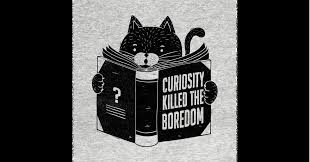 ?
CURIOSITY
KILLED THE
BOREDOM